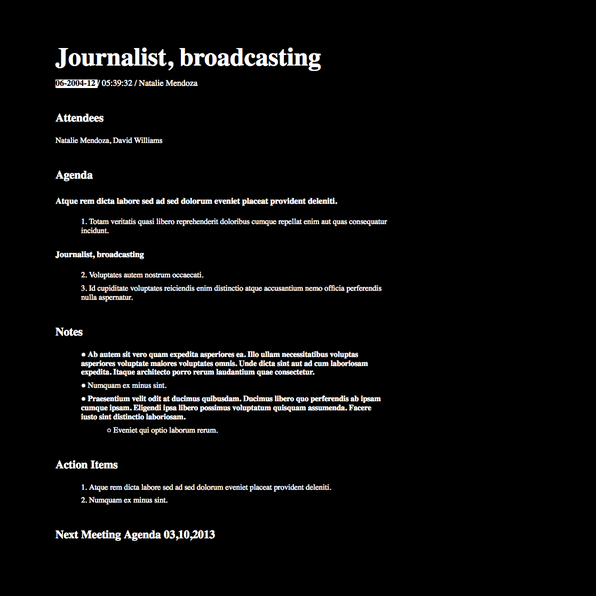 Journalist, broadcasting
06-2004-12 / 05:39:32 / Natalie Mendoza
Attendees
Natalie Mendoza, David Williams
Agenda
Atque rem dicta labore sed ad sed dolorum eveniet placeat provident deleniti.
1. Totam veritatis quasi libero reprehenderit doloribus cumque repellat enim aut quas consequatur
incidunt.
Journalist, broadcasting
2. Voluptates autem nostrum occaecati.
3. Id cupiditate voluptates reiciendis enim distinctio atque accusantium nemo officia perferendis
nulla aspernatur.
Notes
● Ab autem sit vero quam expedita asperiores ea. Illo ullam necessitatibus voluptas
asperiores voluptate maiores voluptates omnis. Unde dicta sint aut ad cum laboriosam
expedita. Itaque architecto porro rerum laudantium quae consectetur.
● Numquam ex minus sint.
● Praesentium velit odit at ducimus quibusdam. Ducimus libero quo perferendis ab ipsam
cumque ipsam. Eligendi ipsa libero possimus voluptatum quisquam assumenda. Facere
iusto sint distinctio laboriosam.
○ Eveniet qui optio laborum rerum.
Action Items
1. Atque rem dicta labore sed ad sed dolorum eveniet placeat provident deleniti.
2. Numquam ex minus sint.
Next Meeting Agenda 03,10,2013